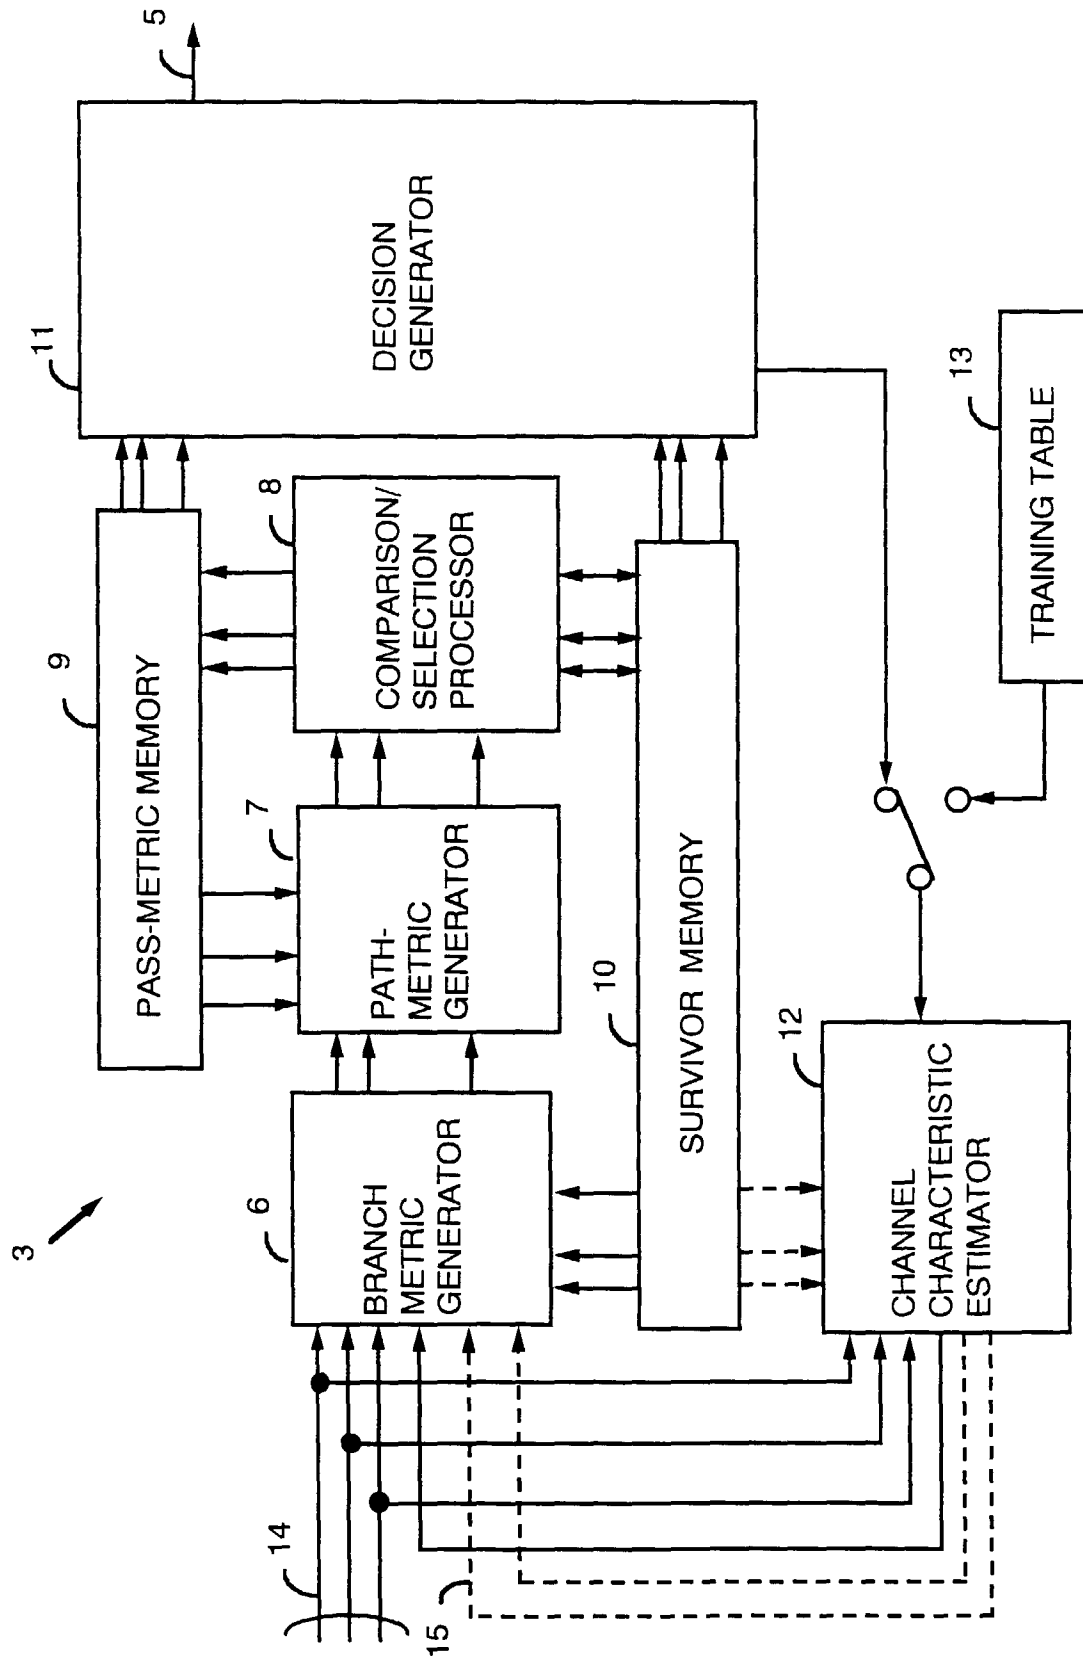 3
14
15
6
BRANCH
METRIC
GENERATOR
7
PATH-
METRIC
GENERATOR
8
COMPARISON/
SELECTION
PROCESSOR
9
PASS-METRIC MEMORY
10
SURVIVOR MEMORY
11
DECISION
GENERATOR
5
12
CHANNEL
CHARACTERISTIC
ESTIMATOR
13
TRAINING TABLE